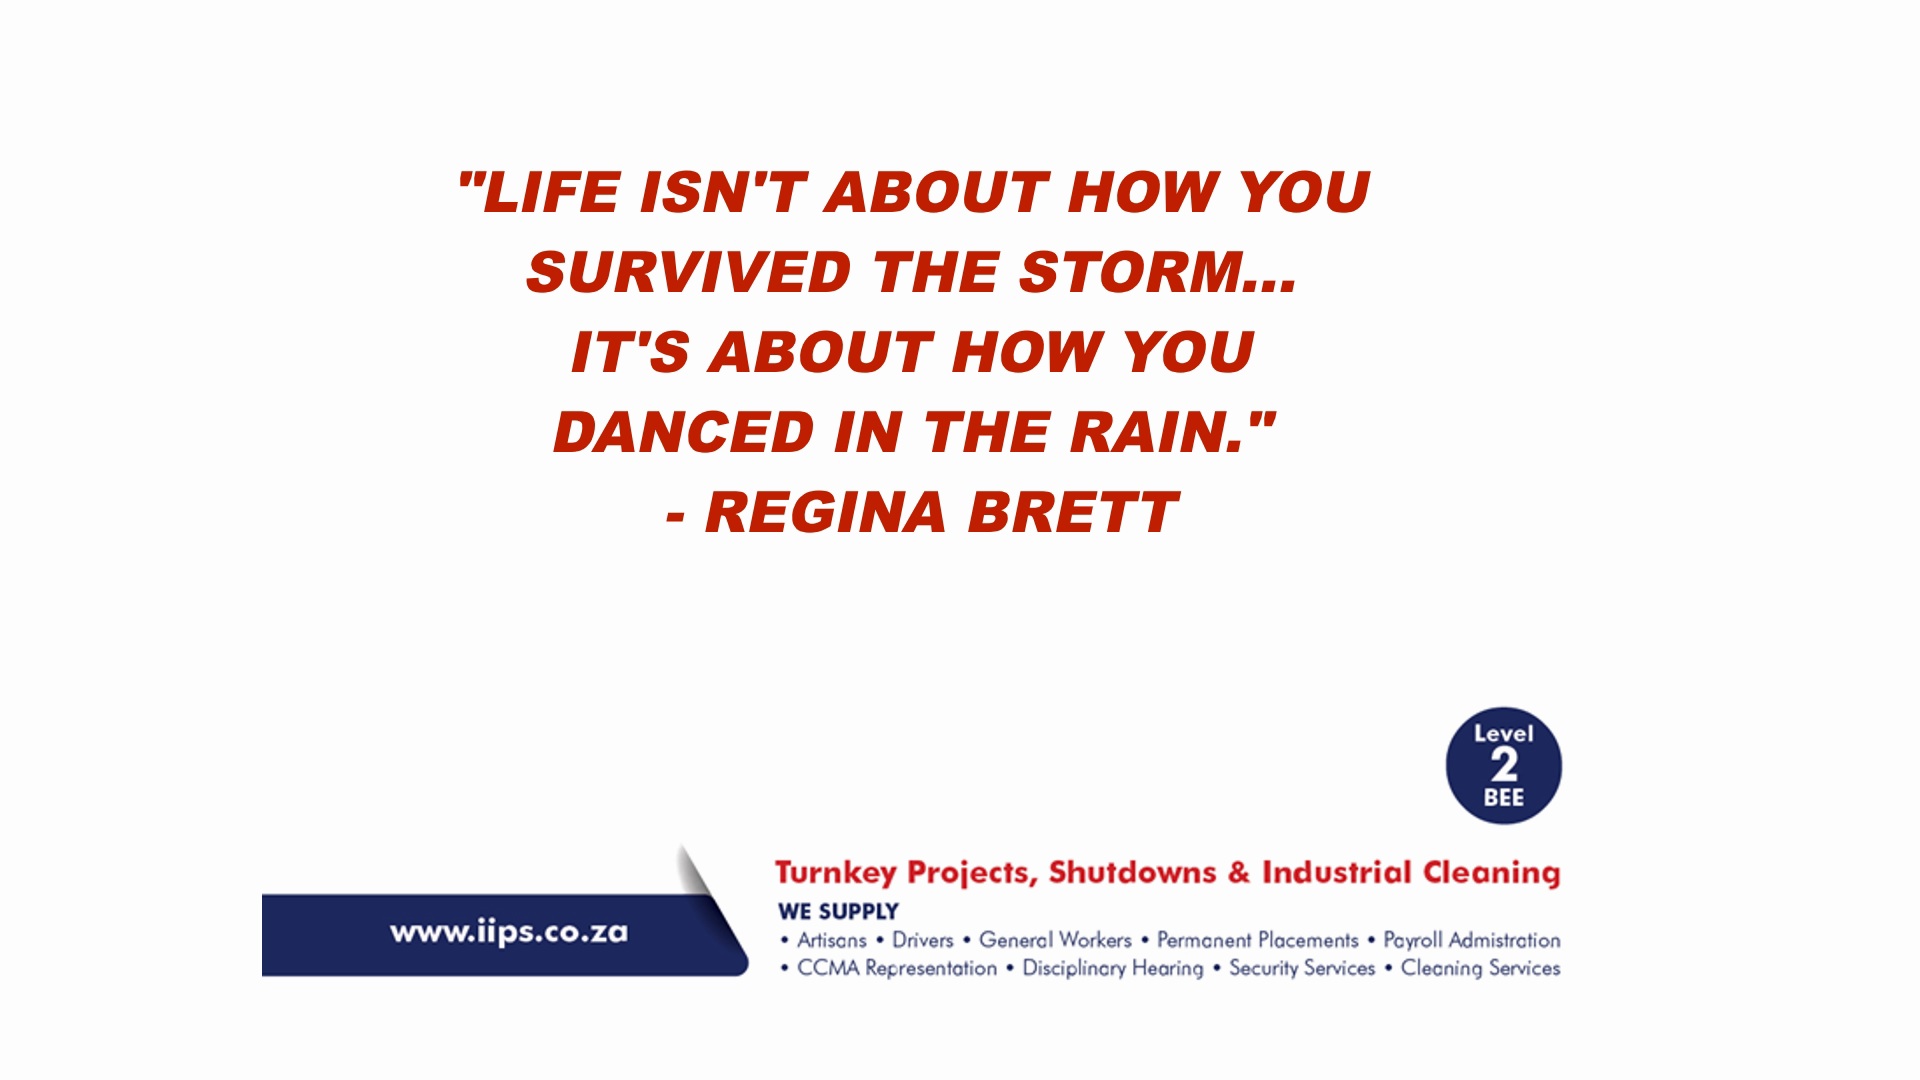 "LIFE ISN'T ABOUT HOW YOU
SURVIVED THE STORM...
IT'S ABOUT HOW YOU
DANCED IN THE RAIN."
- REGINA BRETT
Level
2
BEE
www.iips.co.za
Turnkey Projects, Shutdowns & Industrial Cleaning
WE SUPPLY
• Artisans • Drivers • General Workers • Permanent Placements • Payroll Admistration
• CCMA Representation • Disciplinary Hearing • Security Services • Cleaning Services